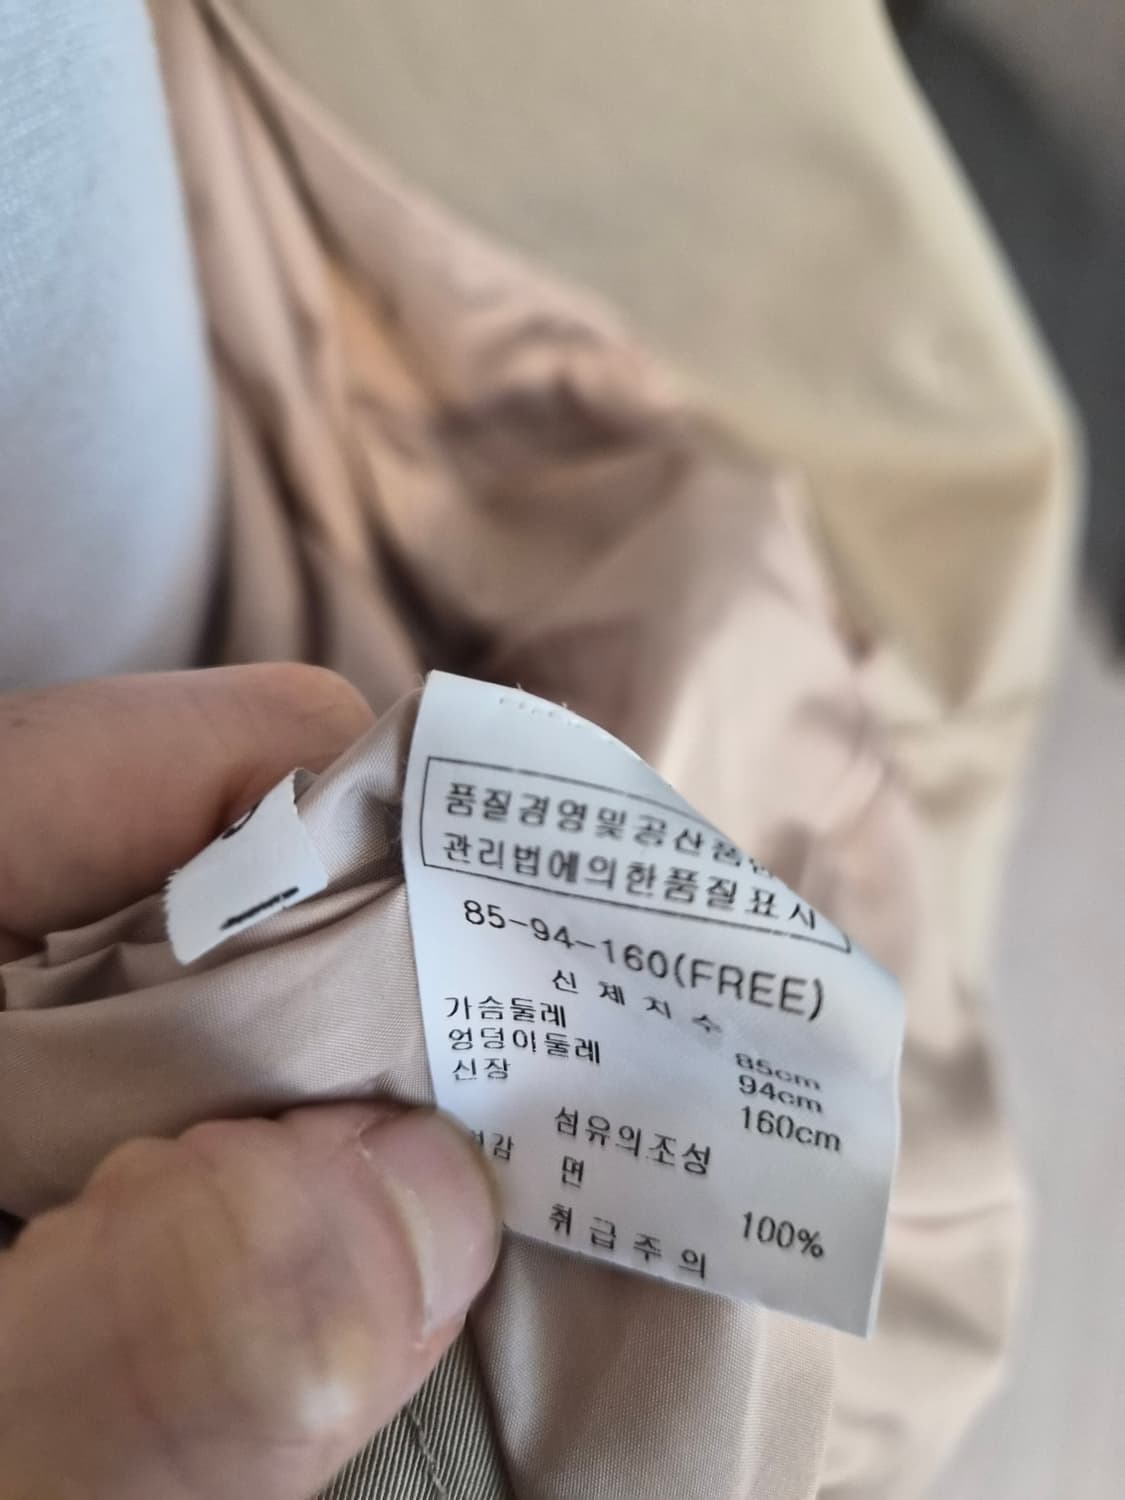 품질경영및공산품안
관리법에의한품질표시
85-94-160(FREE)
신체치수
가슴둘레 85cm
엉덩이둘레 94cm
신장 160cm
섬유의조성
면 100%
취급주의